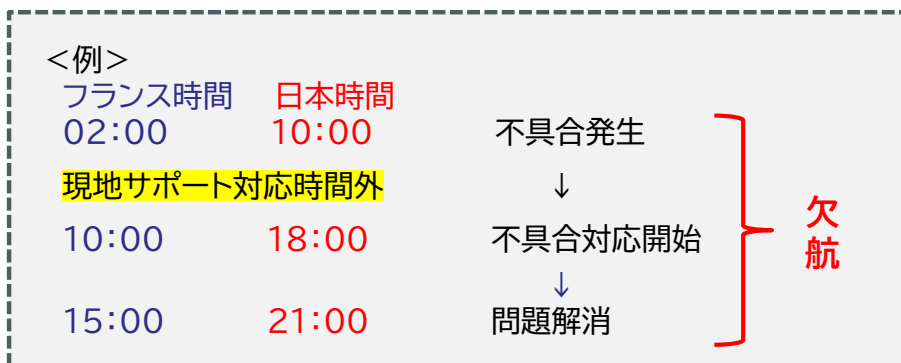 ＜例＞
フランス時間 日本時間
02：00 10：00 不具合発生
現地サポート対応時間外 ↓
10：00 18：00 不具合対応開始
↓
15：00 21：00 問題解消
欠航